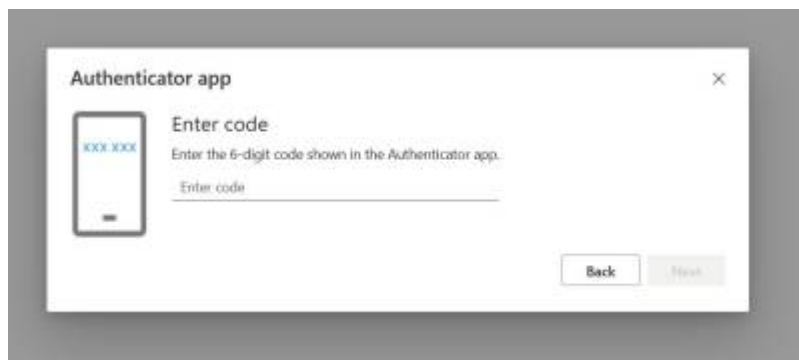 Authenticator app
xxx xxx
Enter code
Enter the 6-digit code shown in the Authenticator app.
Enter code
Back
Next